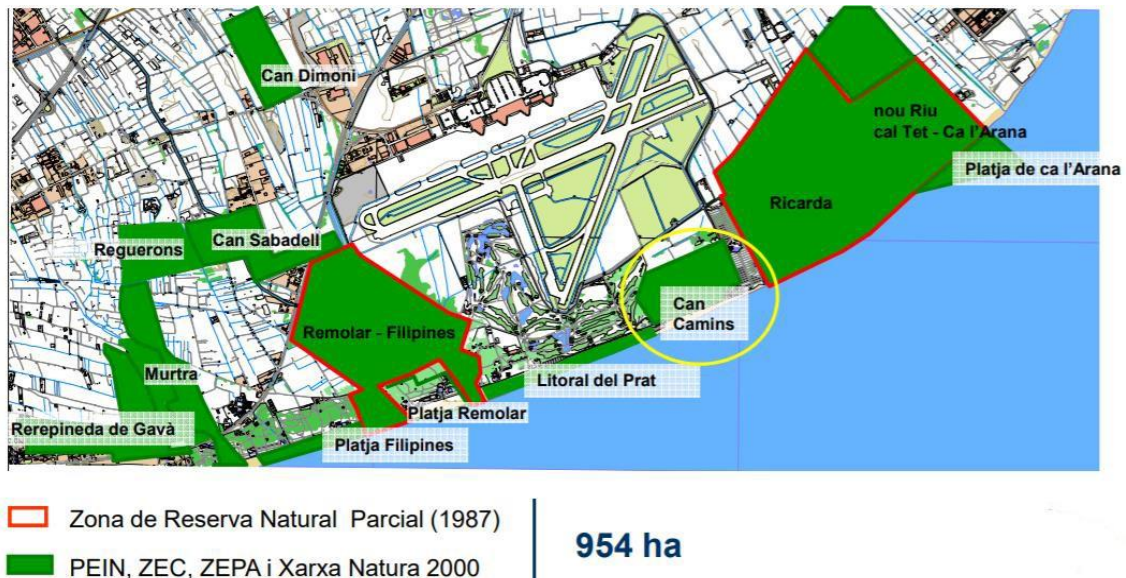 Can Dimoni
nou Riu
cal Tet - Ca l'Arana
Platja de ca l'Arana
Ricarda
Reguerons
Can Sabadell
Can
Camins
Remolar - Filipines
Murtra
Litoral del Prat
Platja Remolar
Rerepineda de Gavà
Platja Filipines
Zona de Reserva Natural Parcial (1987)
PEIN, ZEC, ZEPA i Xarxa Natura 2000
954 ha